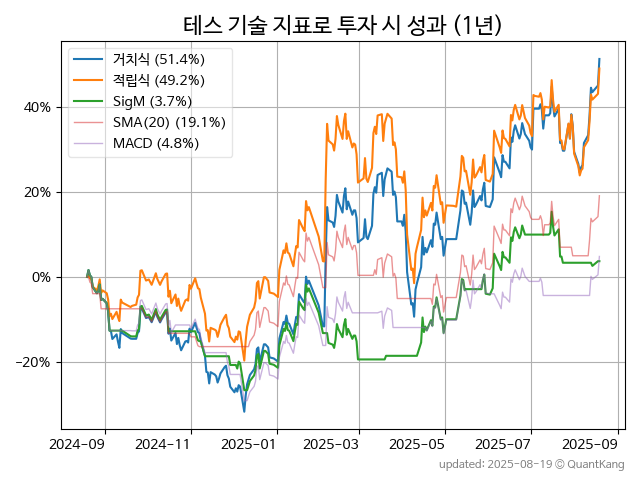 테스 기술 지표로 투자 시 성과 (1년)
거치식 (51.4%)
적립식 (49.2%)
SigM (3.7%)
SMA(20) (19.1%)
MACD (4.8%)
40%
20%
0%
−20%
2024-09 2024-11 2025-01 2025-03 2025-05 2025-07 2025-09
updated: 2025-08-19 © QuantKang